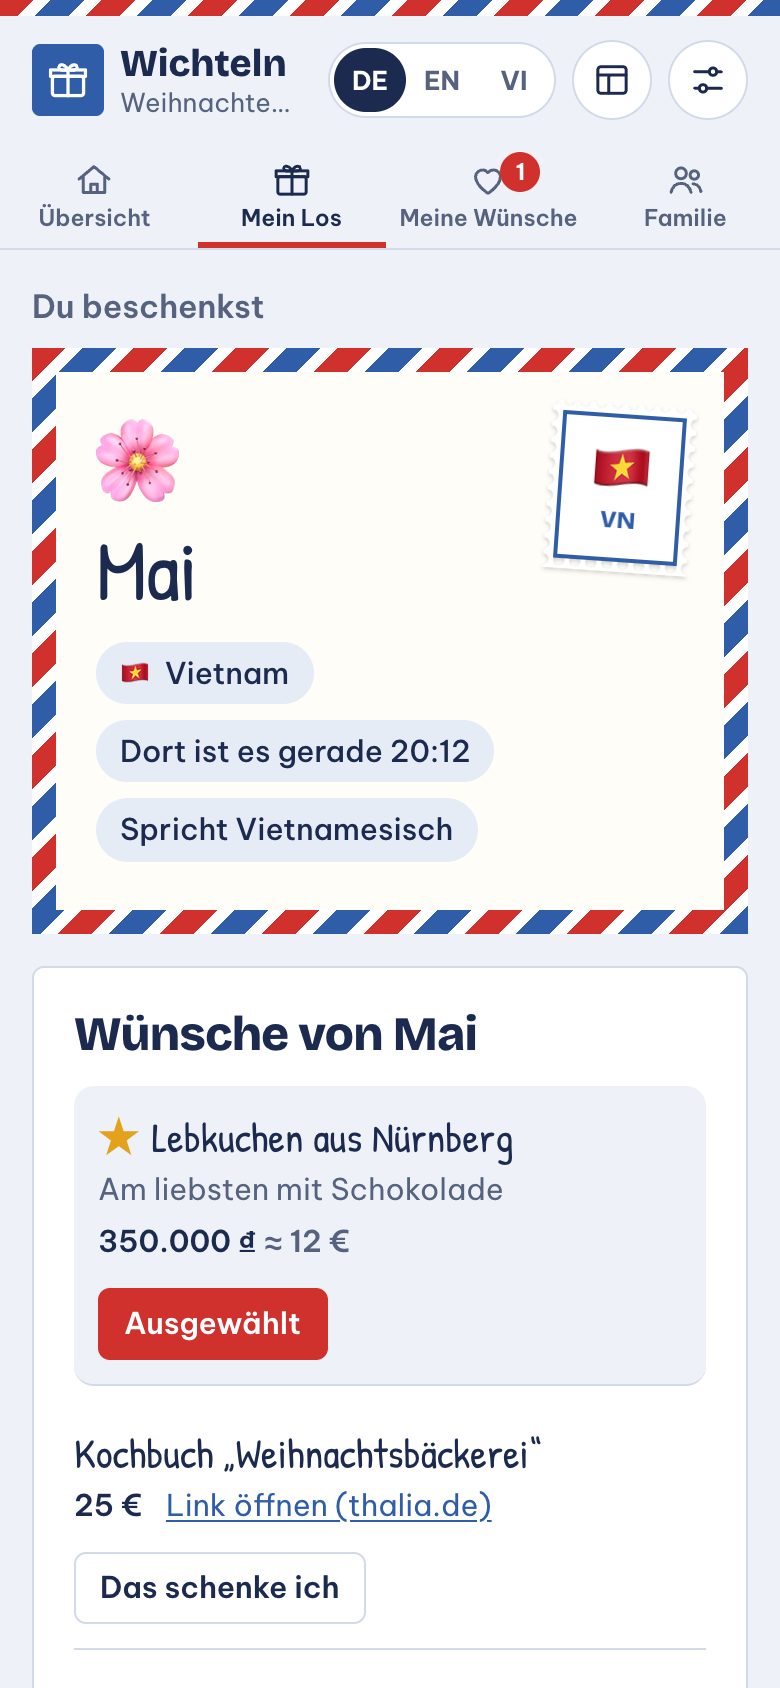 Wichteln
Weihnachte...
DE EN VI
Übersicht
Mein Los
1
Meine Wünsche
Familie
Du beschenkst
VN
Mai
Vietnam
Dort ist es gerade 20:12
Spricht Vietnamesisch
Wünsche von Mai
Lebkuchen aus Nürnberg
Am liebsten mit Schokolade
350.000 ₫ ≈ 12 €
Ausgewählt
Kochbuch „Weihnachtsbäckerei“
25 € Link öffnen (thalia.de)
Das schenke ich